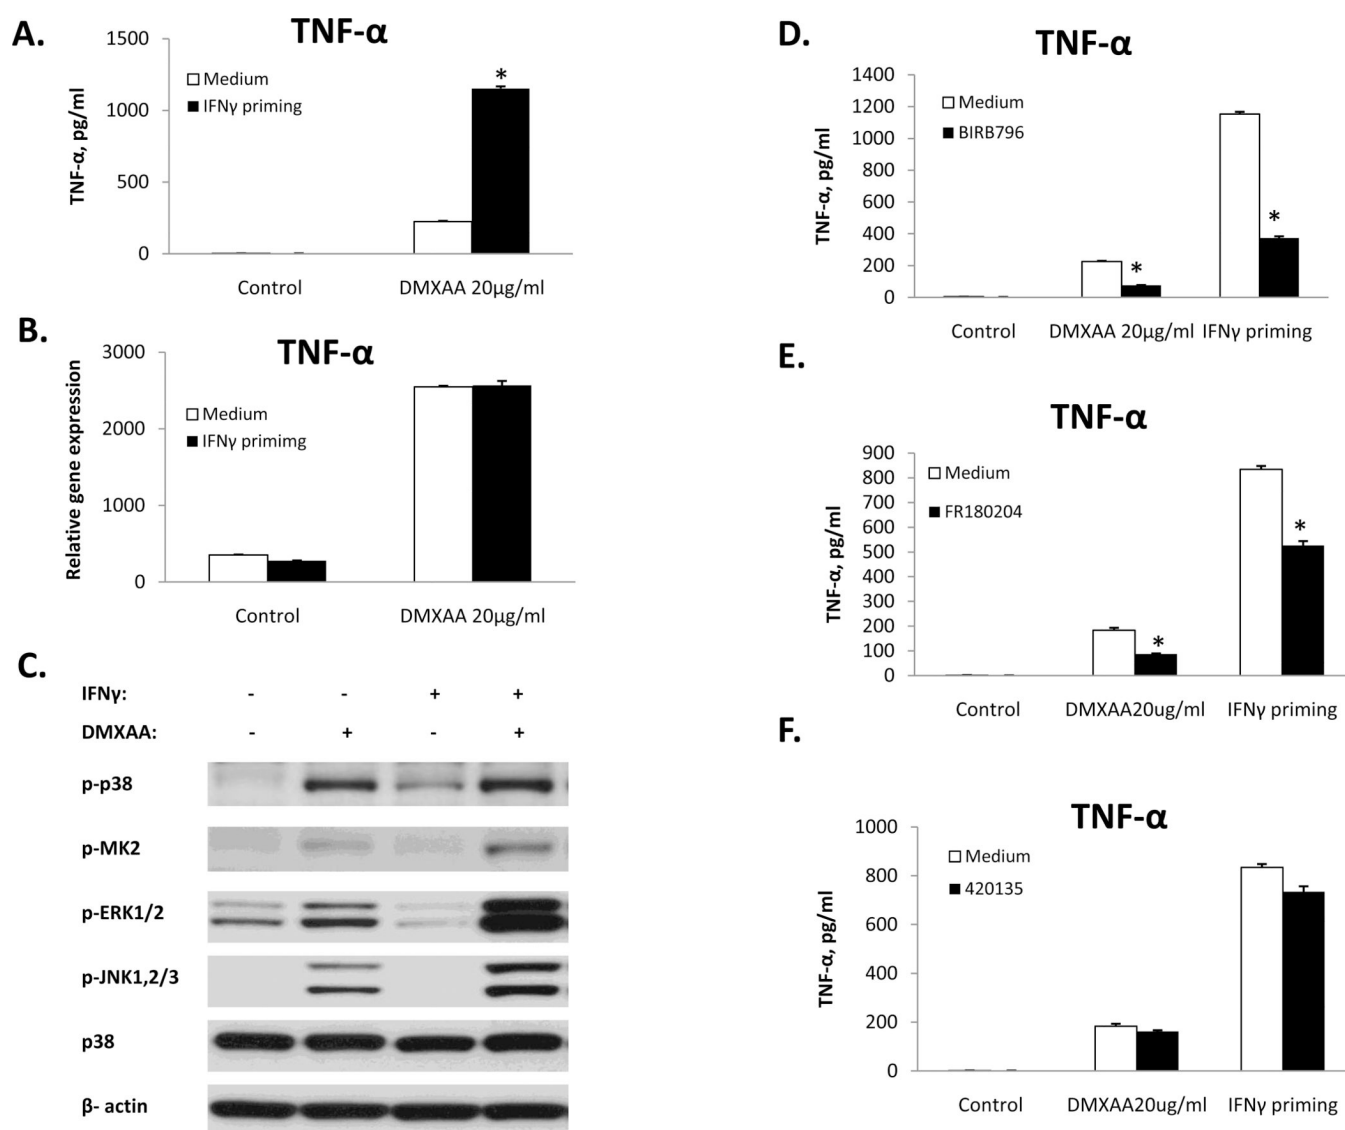 A.
TNF-α
1500
1000
500
0
TNF-α, pg/ml
Medium
IFNγ priming
*
Control
DMXAA 20µg/ml
B.
TNF-α
3000
2000
1000
0
Relative gene expression
Medium
IFNγ primimg
Control
DMXAA 20µg/ml
C.
IFNγ: - - + +
DMXAA: - + - +
p-p38
p-MK2
p-ERK1/2
p-JNK1,2/3
p38
β- actin
D.
TNF-α
1400
1200
1000
800
600
400
200
0
TNF-α, pg/ml
Medium
BIRB796
*
*
Control
DMXAA 20µg/ml
IFNγ priming
E.
TNF-α
900
800
700
600
500
400
300
200
100
0
TNF-α, pg/ml
Medium
FR180204
*
*
Control
DMXAA20ug/ml
IFNγ priming
F.
TNF-α
1000
800
600
400
200
0
TNF-α, pg/ml
Medium
420135
Control
DMXAA20ug/ml
IFNγ priming